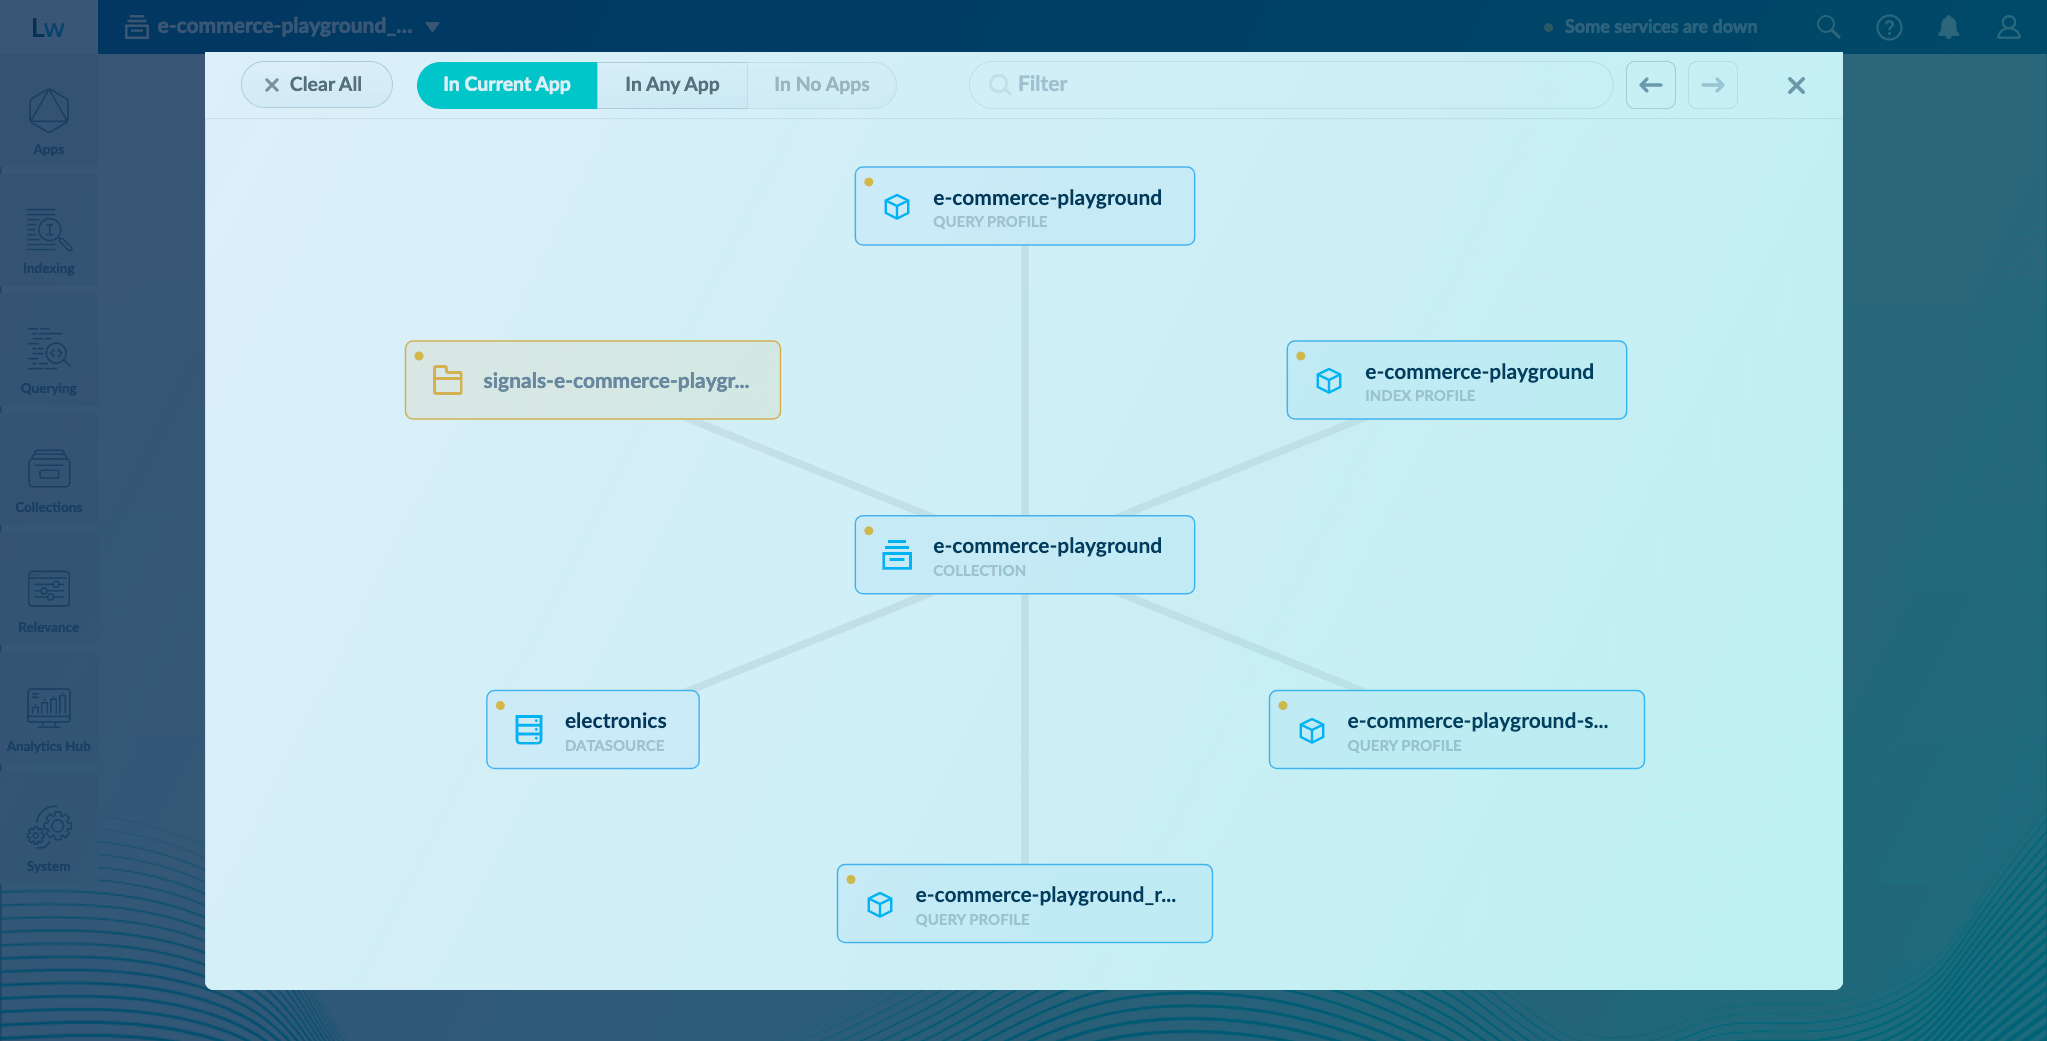 Lw
e-commerce-playground_...
Some services are down
Clear All
In Current App
In Any App
In No Apps
Filter
Apps
Indexing
Querying
Collections
Relevance
Analytics Hub
System
e-commerce-playground
QUERY PROFILE
signals-e-commerce-playgr...
e-commerce-playground
INDEX PROFILE
e-commerce-playground
COLLECTION
electronics
DATASOURCE
e-commerce-playground-s...
QUERY PROFILE
e-commerce-playground_r...
QUERY PROFILE